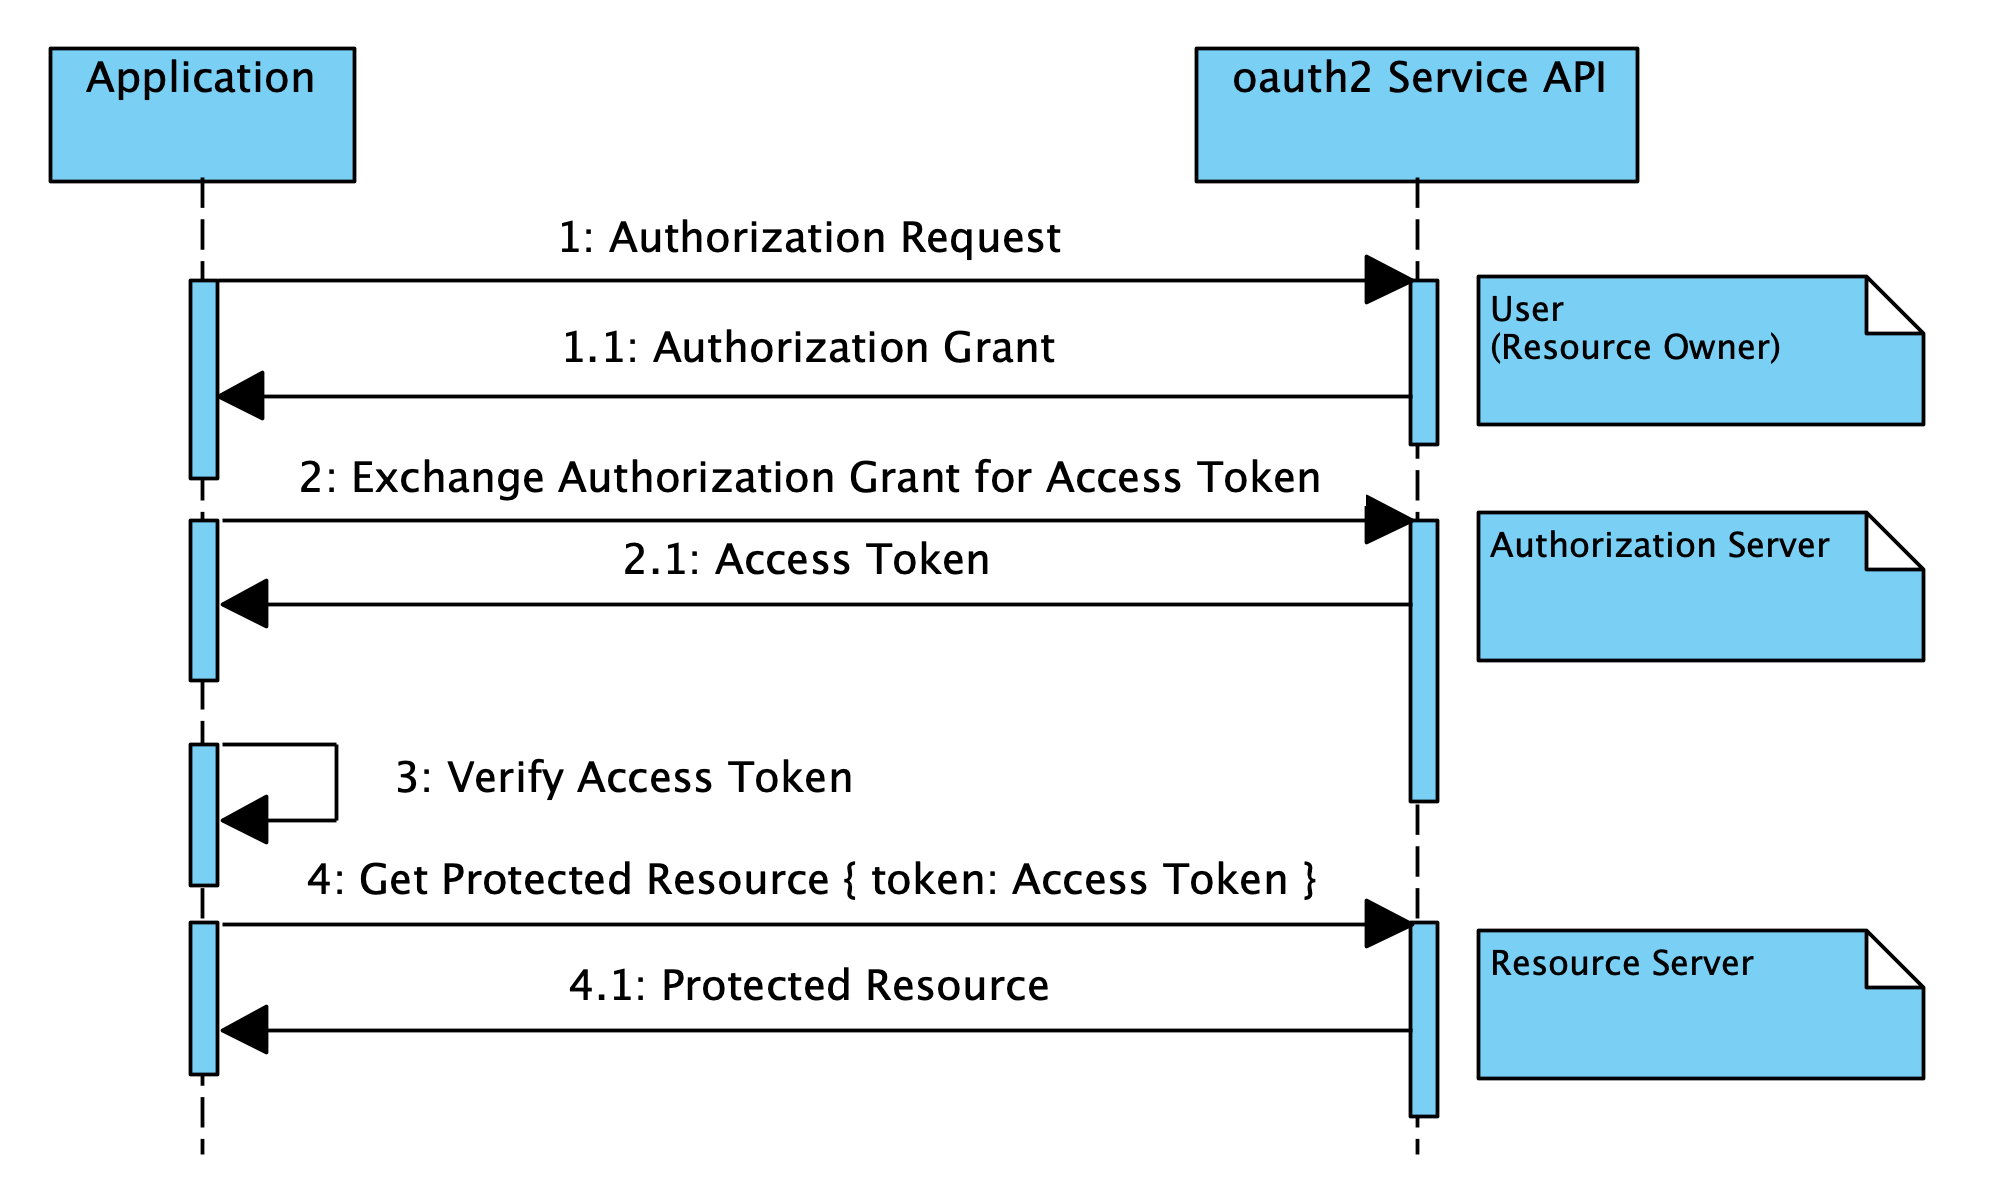 Application
oauth2 Service API
1: Authorization Request
User
(Resource Owner)
1.1: Authorization Grant
2: Exchange Authorization Grant for Access Token
Authorization Server
2.1: Access Token
3: Verify Access Token
4: Get Protected Resource { token: Access Token }
Resource Server
4.1: Protected Resource